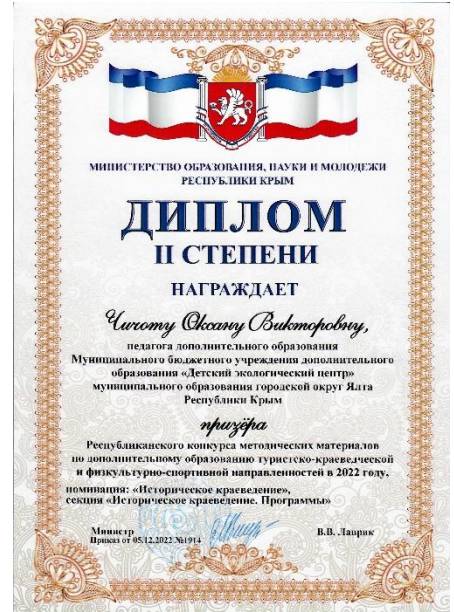 МИНИСТЕРСТВО ОБРАЗОВАНИЯ, НАУКИ И МОЛОДЕЖИ
РЕСПУБЛИКИ КРЫМ
ДИПЛОМ
II СТЕПЕНИ
НАГРАЖДАЕТ
Чичоту Оксану Викторовну,
педагога дополнительного образования
Муниципального бюджетного учреждения дополнительного
образования «Детский экологический центр»
муниципального образования городской округ Ялта
Республики Крым
призёра
Республиканского конкурса методических материалов
по дополнительному образованию туристско-краеведческой
и физкультурно-спортивной направленностей в 2022 году,
номинация: «Историческое краеведение»,
секция «Историческое краеведение. Программы»
Министр В.В. Лаврик
Приказ от 05.12.2022 №1914